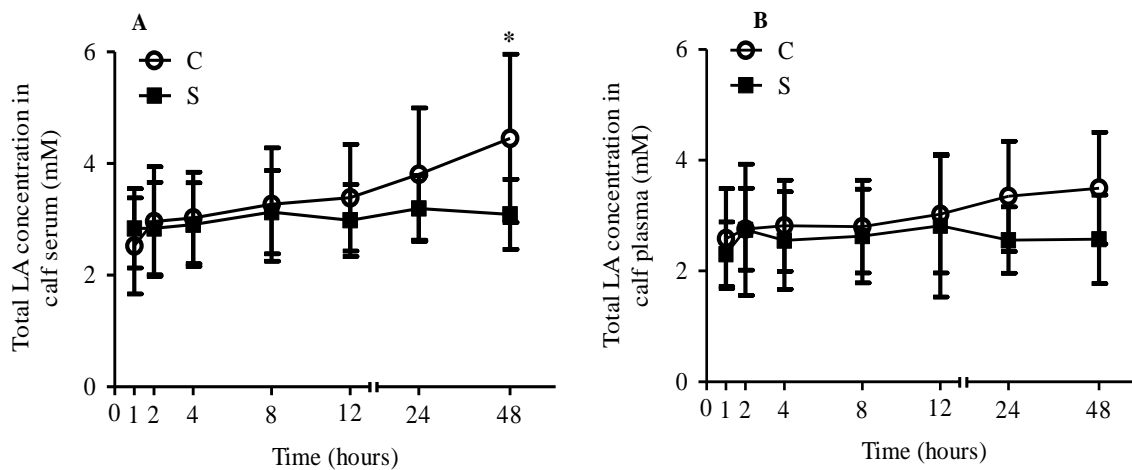 A
*
C
S
6
4
2
0
0 1 2 4 8 12 24 48
Time (hours)
Total LA concentration in
calf serum (mM)
B
C
S
6
4
2
0
0 1 2 4 8 12 24 48
Time (hours)
Total LA concentration in
calf plasma (mM)